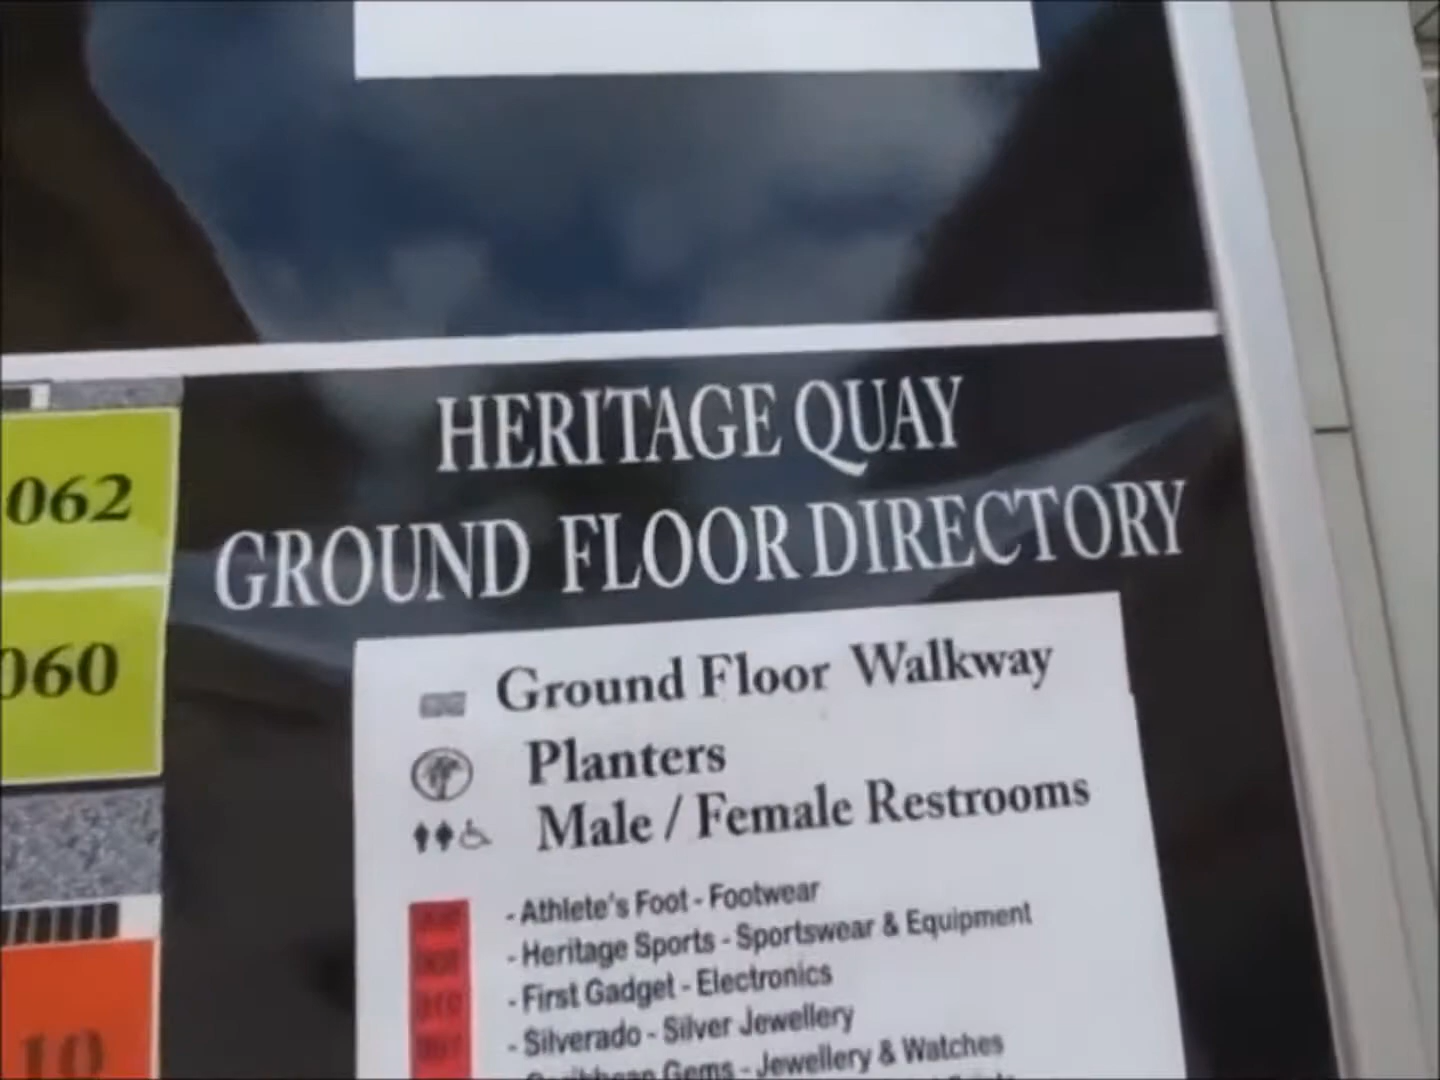 HERITAGE QUAY
GROUND FLOOR DIRECTORY
062
060
10
Ground Floor Walkway
Planters
Male / Female Restrooms
- Athlete's Foot - Footwear
- Heritage Sports - Sportswear & Equipment
- First Gadget - Electronics
- Silverado - Silver Jewellery
Gems - Jewellery & Watches